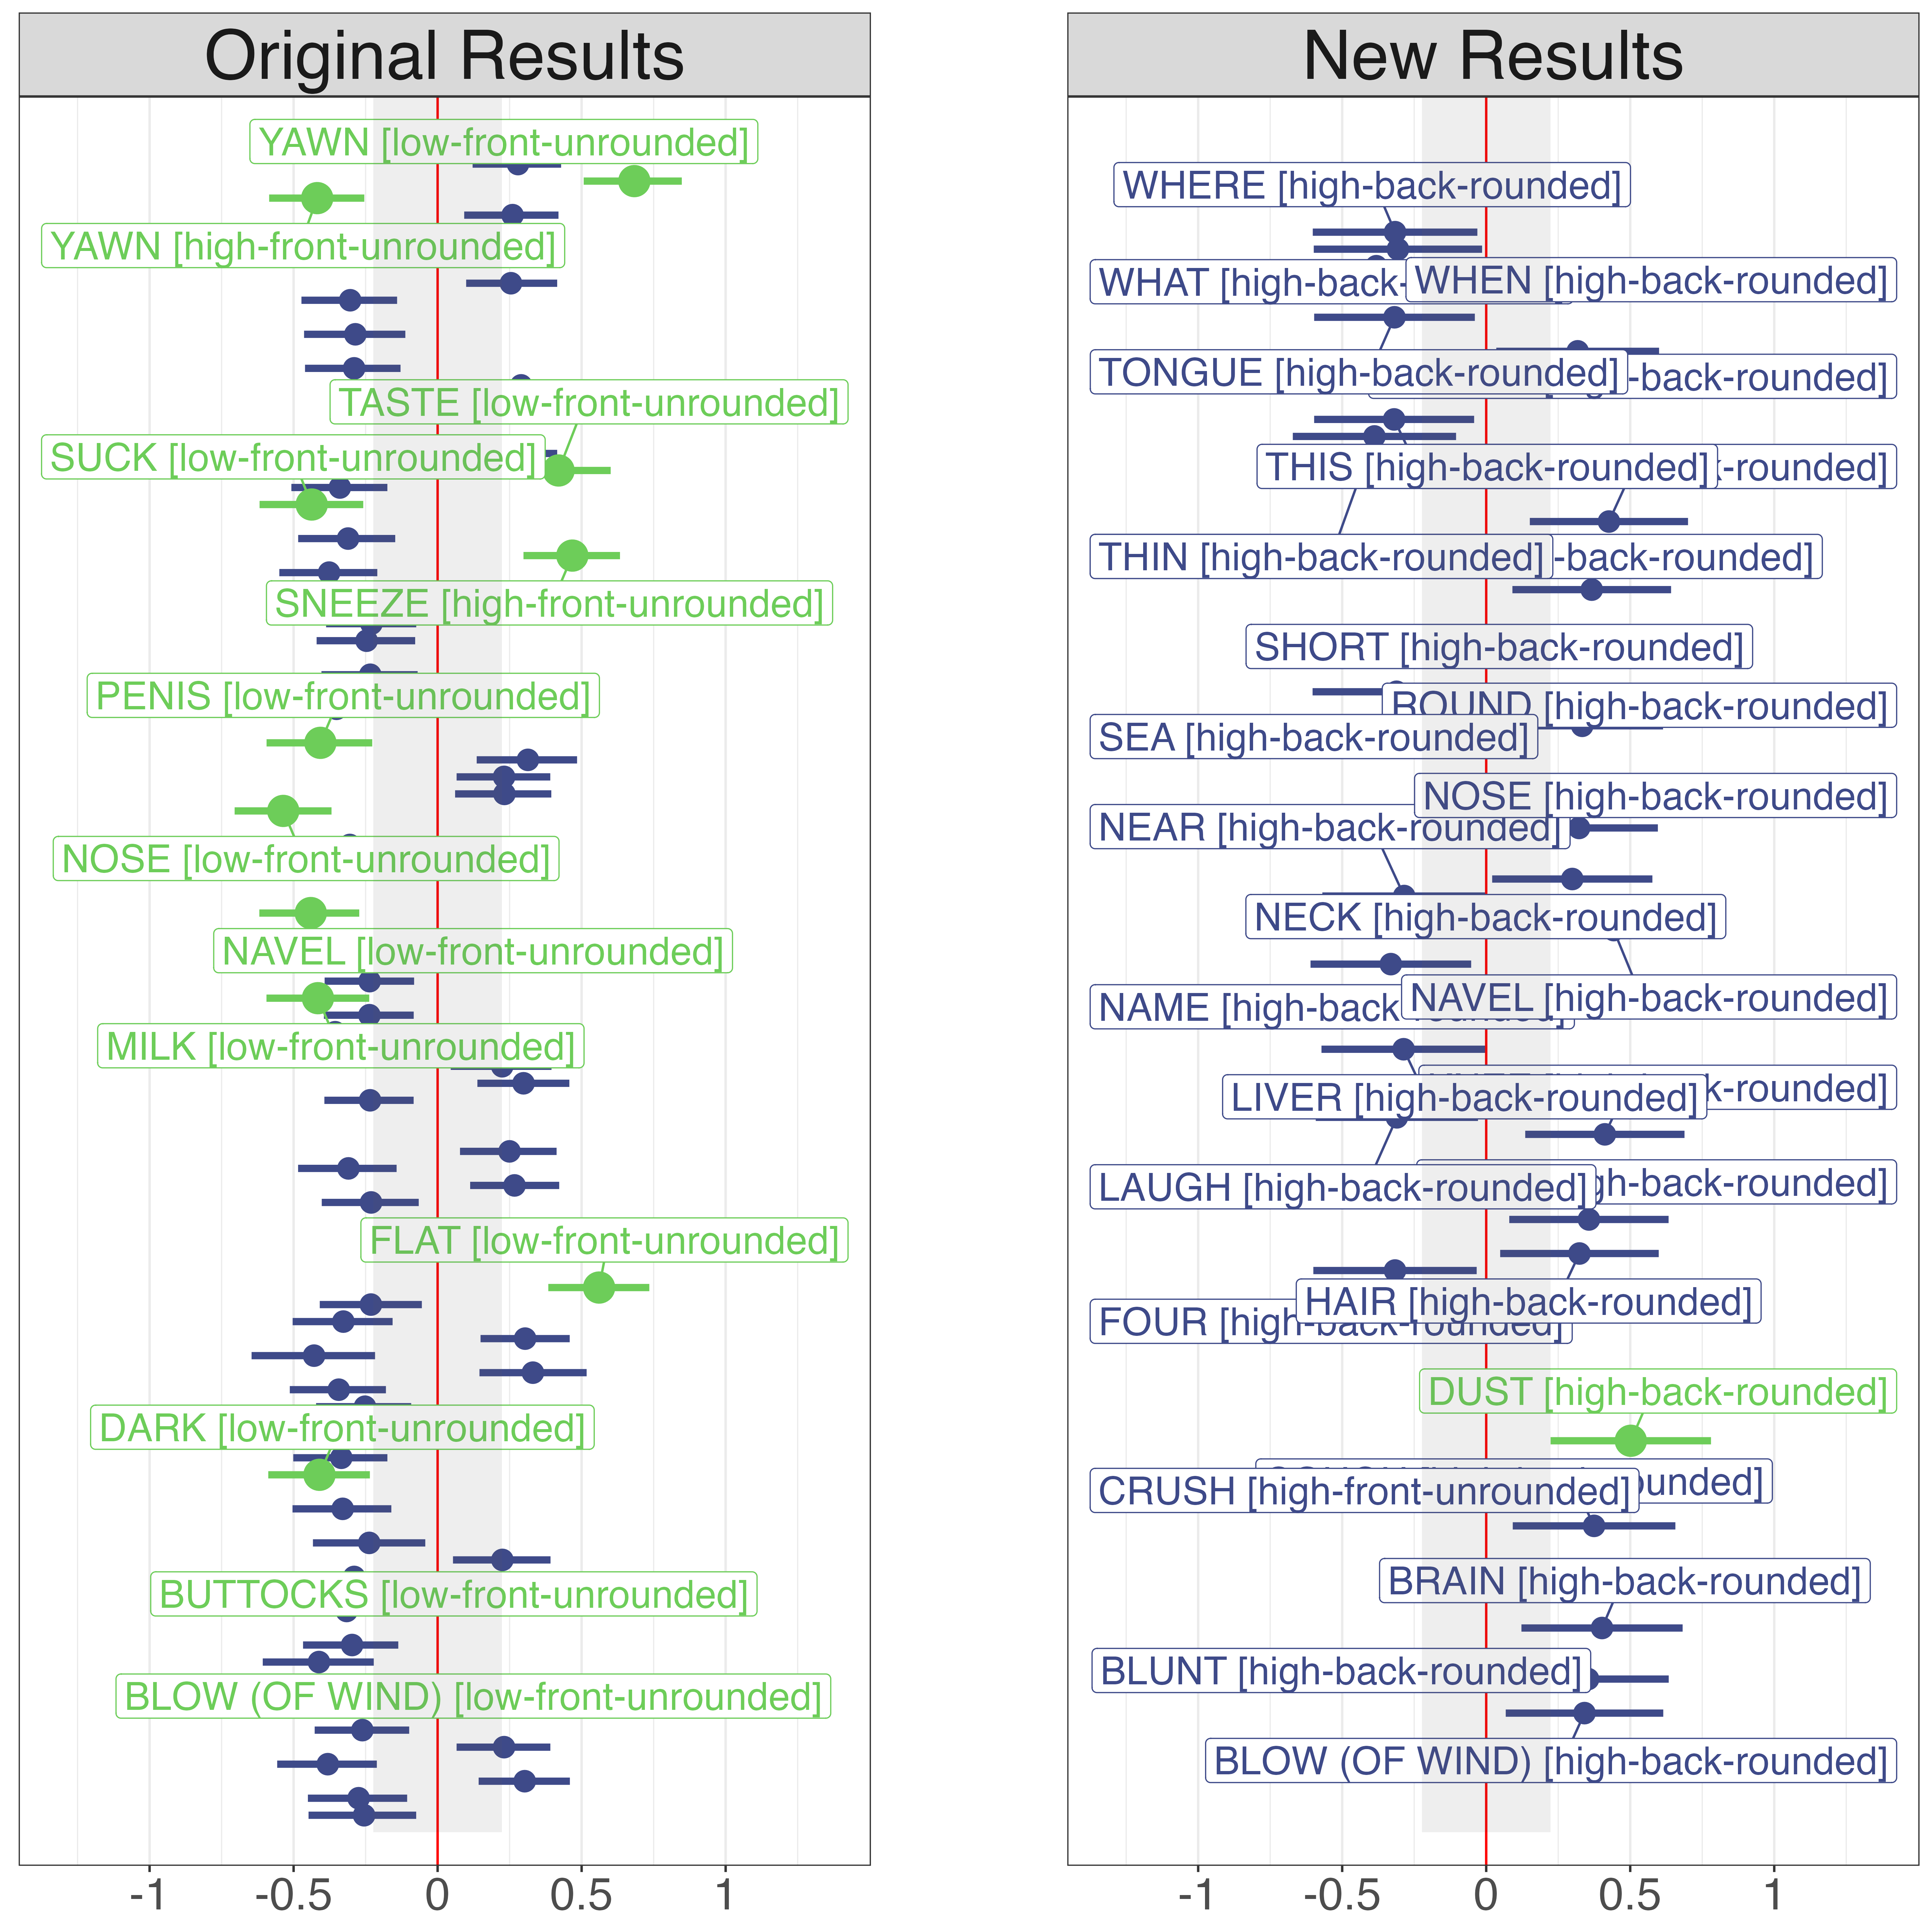 Original Results
YAWN [low-front-unrounded]
YAWN [high-front-unrounded]
TASTE [low-front-unrounded]
SUCK [low-front-unrounded]
SNEEZE [high-front-unrounded]
PENIS [low-front-unrounded]
NOSE [low-front-unrounded]
NAVEL [low-front-unrounded]
MILK [low-front-unrounded]
FLAT [low-front-unrounded]
DARK [low-front-unrounded]
BUTTOCKS [low-front-unrounded]
BLOW (OF WIND) [low-front-unrounded]
-1 -0.5 0 0.5 1
New Results
WHERE [high-back-rounded]
WHAT [high-back-
WHEN [high-back-rounded]
TONGUE [high-back-rounded]
-back-rounded]
THIS [high-back-rounded]
-rounded]
THIN [high-back-rounded]
-back-rounded]
SHORT [high-back-rounded]
ROUND [high-back-rounded]
SEA [high-back-rounded]
NOSE [high-back-rounded]
NEAR [high-back-rounded]
NECK [high-back-rounded]
NAME [high-back
NAVEL [high-back-rounded]
-rounded]
LIVER [high-back-rounded]
LAUGH [high-back-rounded]
-back-rounded]
HAIR [high-back-rounded]
FOUR [high-back-rounded]
DUST [high-back-rounded]
CRUSH [high-front-unrounded]
ounded]
BRAIN [high-back-rounded]
BLUNT [high-back-rounded]
BLOW (OF WIND) [high-back-rounded]
-1 -0.5 0 0.5 1